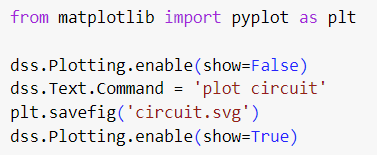 from matplotlib import pyplot as plt
dss.Plotting.enable(show=False)
dss.Text.Command = 'plot circuit'
plt.savefig('circuit.svg')
dss.Plotting.enable(show=True)